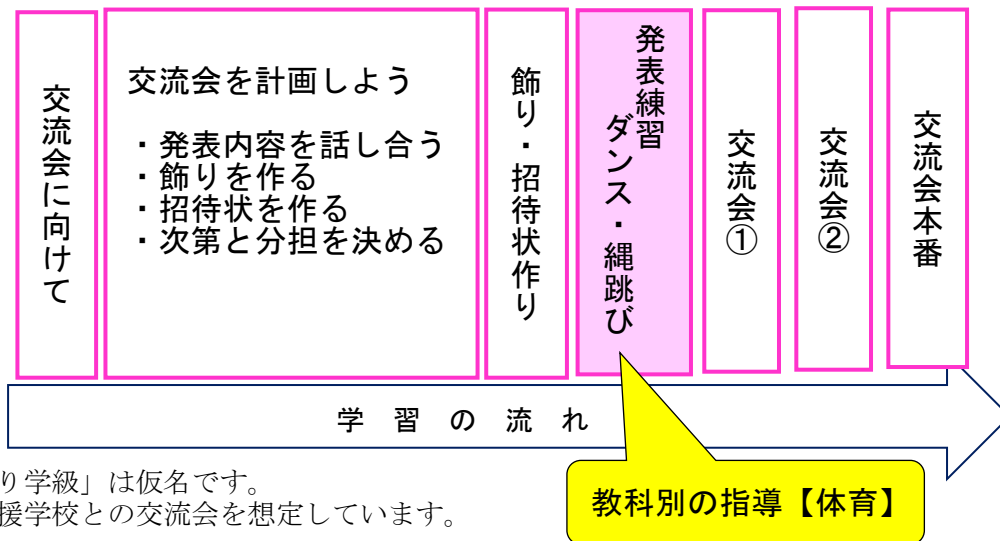 交流会に向けて
交流会を計画しよう
・発表内容を話し合う
・飾りを作る
・招待状を作る
・次第と分担を決める
飾り・招待状作り
発表練習
ダンス・縄跳び
交流会①
交流会②
交流会本番
学習の流れ
り学級」は仮名です。
援学校との交流会を想定しています。
教科別の指導【体育】